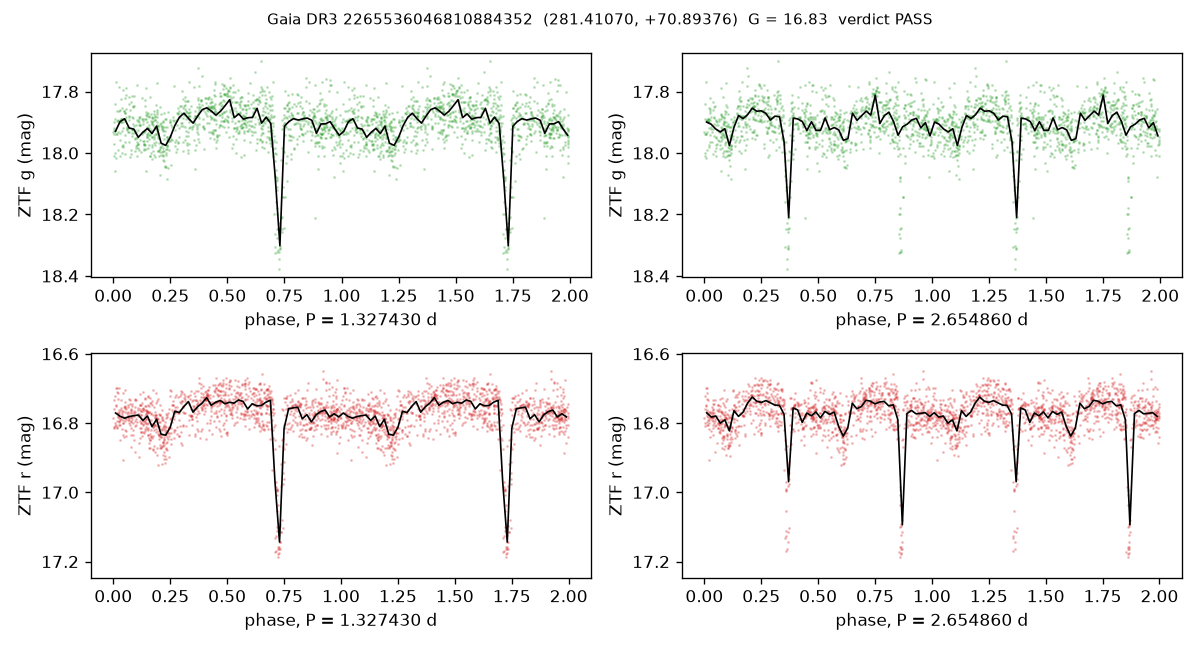 Gaia DR3 2265536046810884352 (281.41070, +70.89376) G = 16.83 verdict PASS
ZTF g (mag)
17.8
18.0
18.2
18.4
0.00 0.25 0.50 0.75 1.00 1.25 1.50 1.75 2.00
phase, P = 1.327430 d
ZTF g (mag)
17.8
18.0
18.2
18.4
0.00 0.25 0.50 0.75 1.00 1.25 1.50 1.75 2.00
phase, P = 2.654860 d
ZTF r (mag)
16.6
16.8
17.0
17.2
0.00 0.25 0.50 0.75 1.00 1.25 1.50 1.75 2.00
phase, P = 1.327430 d
ZTF r (mag)
16.6
16.8
17.0
17.2
0.00 0.25 0.50 0.75 1.00 1.25 1.50 1.75 2.00
phase, P = 2.654860 d